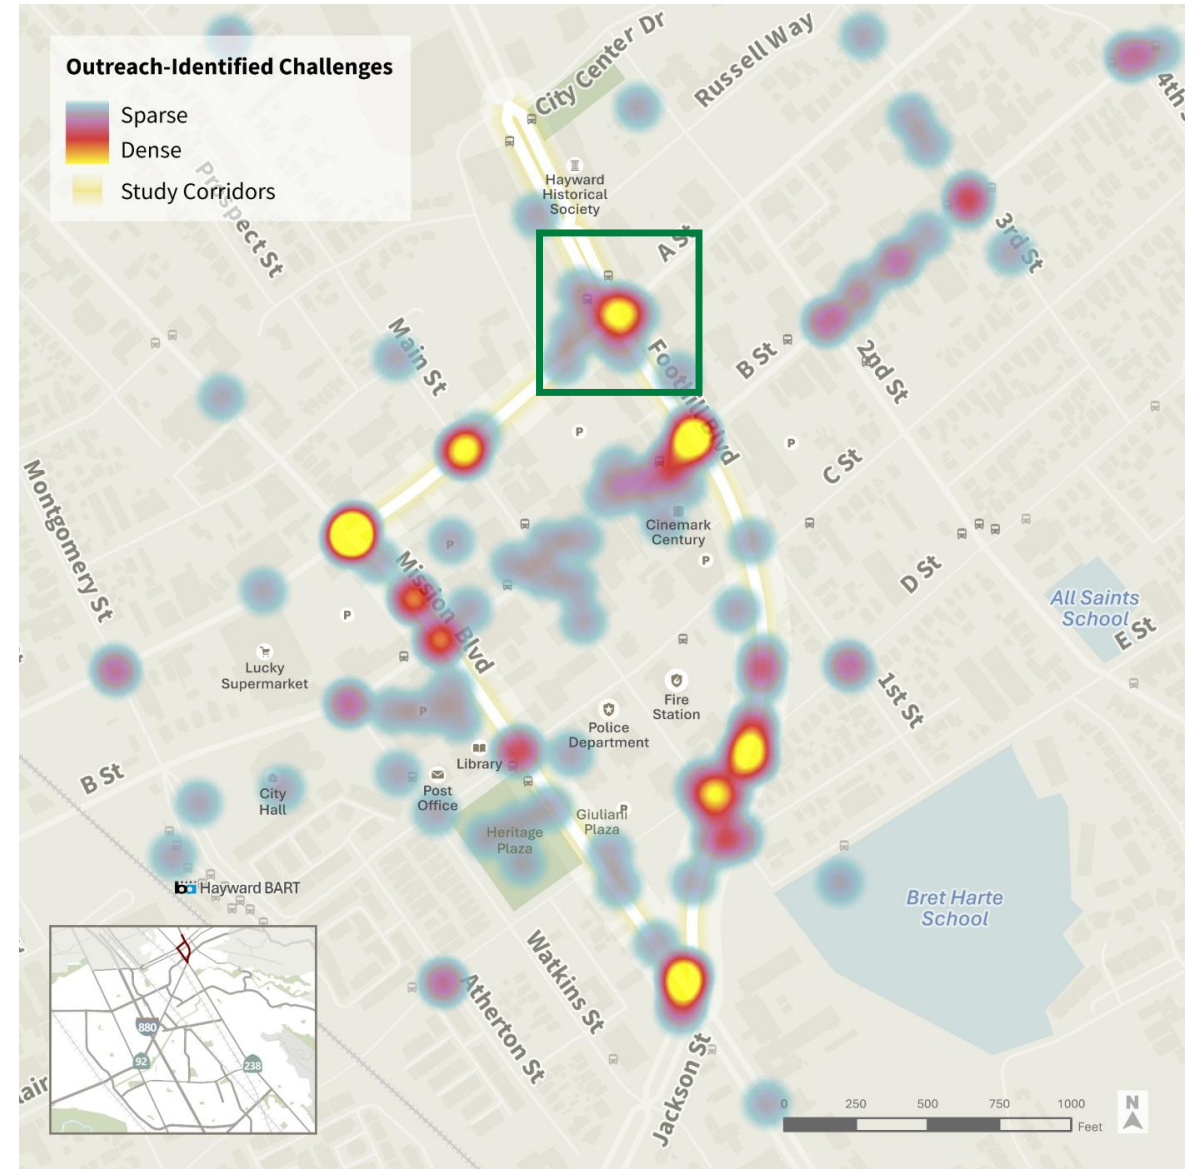 Outreach-Identified Challenges
Sparse
Dense
Study Corridors
City Center Dr
Russell Way
4th
Prospect St
Hayward
Historical
Society
A St
3rd St
Main St
Foothill Blvd
B St
2nd St
P
P
C St
Montgomery St
Cinemark
Century
P
P
D St
Mission Blvd
All Saints
School
E St
P
Lucky
Supermarket
Fire
Station
1st St
P
Police
Department
Library
B St
City
Hall
Post
Office
Giuliani
Plaza
P
Heritage
Plaza
Hayward BART
Bret Harte
School
Watkins St
Atherton St
Jackson St
880
92
238
0 250 500 750 1000
Feet
N